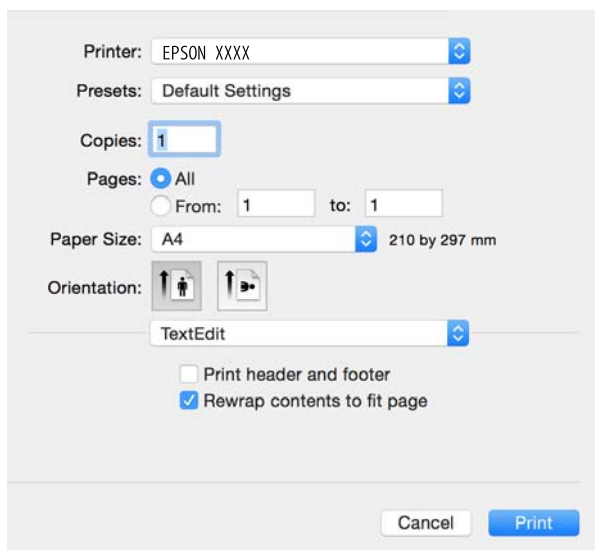 Printer: EPSON XXXX
Presets: Default Settings
Copies: 1
Pages: All
From: 1 to: 1
Paper Size: A4 210 by 297 mm
Orientation:
TextEdit
Print header and footer
Rewrap contents to fit page
Cancel Print